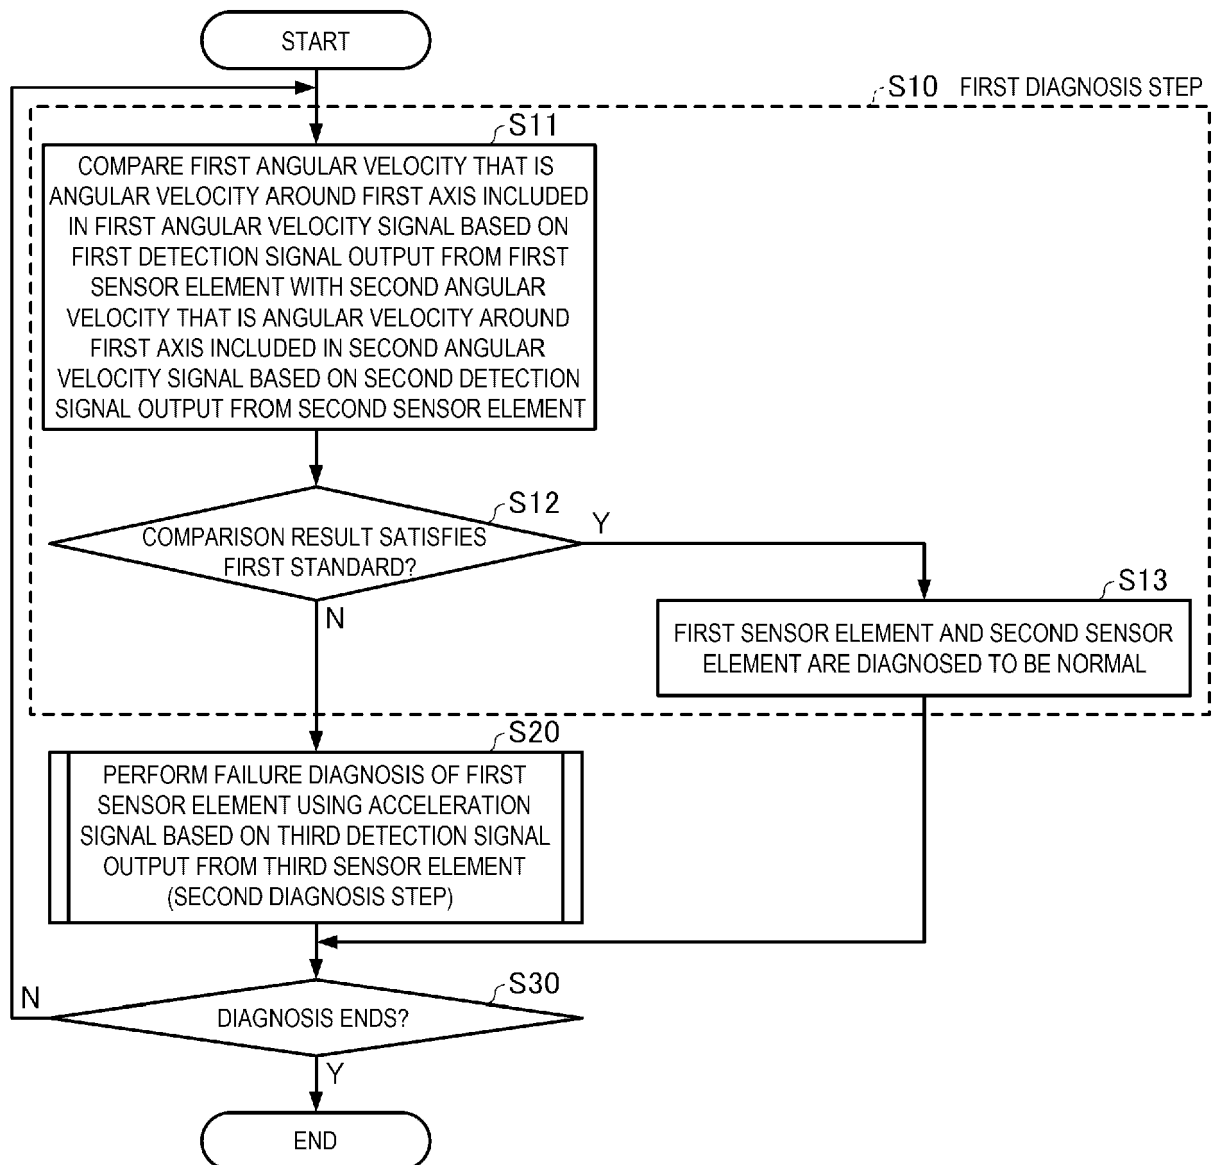 START
S10 FIRST DIAGNOSIS STEP
S11
COMPARE FIRST ANGULAR VELOCITY THAT IS
ANGULAR VELOCITY AROUND FIRST AXIS INCLUDED
IN FIRST ANGULAR VELOCITY SIGNAL BASED ON
FIRST DETECTION SIGNAL OUTPUT FROM FIRST
SENSOR ELEMENT WITH SECOND ANGULAR
VELOCITY THAT IS ANGULAR VELOCITY AROUND
FIRST AXIS INCLUDED IN SECOND ANGULAR
VELOCITY SIGNAL BASED ON SECOND DETECTION
SIGNAL OUTPUT FROM SECOND SENSOR ELEMENT
S12
COMPARISON RESULT SATISFIES
FIRST STANDARD?
Y
N
S13
FIRST SENSOR ELEMENT AND SECOND SENSOR
ELEMENT ARE DIAGNOSED TO BE NORMAL
S20
PERFORM FAILURE DIAGNOSIS OF FIRST
SENSOR ELEMENT USING ACCELERATION
SIGNAL BASED ON THIRD DETECTION SIGNAL
OUTPUT FROM THIRD SENSOR ELEMENT
(SECOND DIAGNOSIS STEP)
S30
N
DIAGNOSIS ENDS?
Y
END